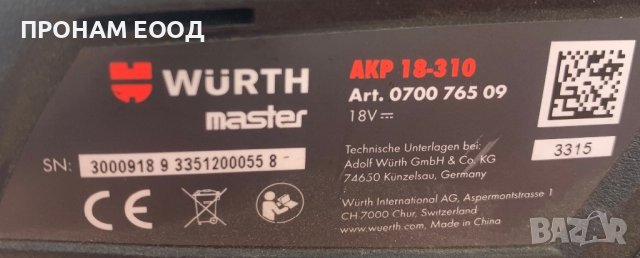 ПРОНАМ ЕООД
WÜRTH
master
AKP 18-310
Art. 0700 765 09
18V
SN: 3000918 9 3351200055 8
3315
Technische Unterlagen bei:
Adolf Würth GmbH & Co. KG
74650 Künzelsau, Germany
CE
Würth International AG, Aspermontstrasse 1
CH 7000 Chur, Switzerland
www.wuerth.com, Made in China
BAZAR